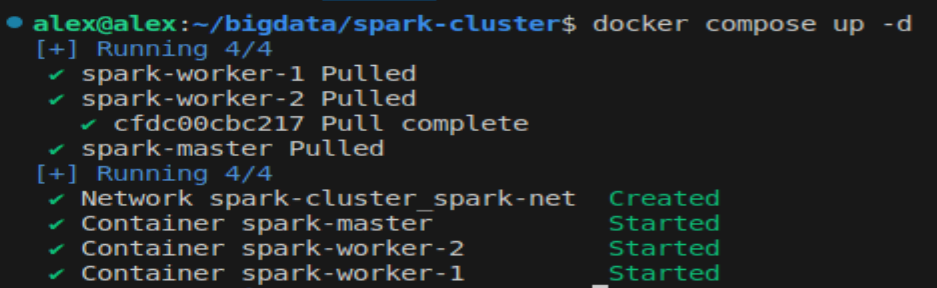 alex@alex:~/bigdata/spark-cluster$ docker compose up -d
[+] Running 4/4
✔ spark-worker-1 Pulled
✔ spark-worker-2 Pulled
✔ cfdc00cbc217 Pull complete
✔ spark-master Pulled
[+] Running 4/4
✔ Network spark-cluster_spark-net Created
✔ Container spark-master Started
✔ Container spark-worker-2 Started
✔ Container spark-worker-1 Started